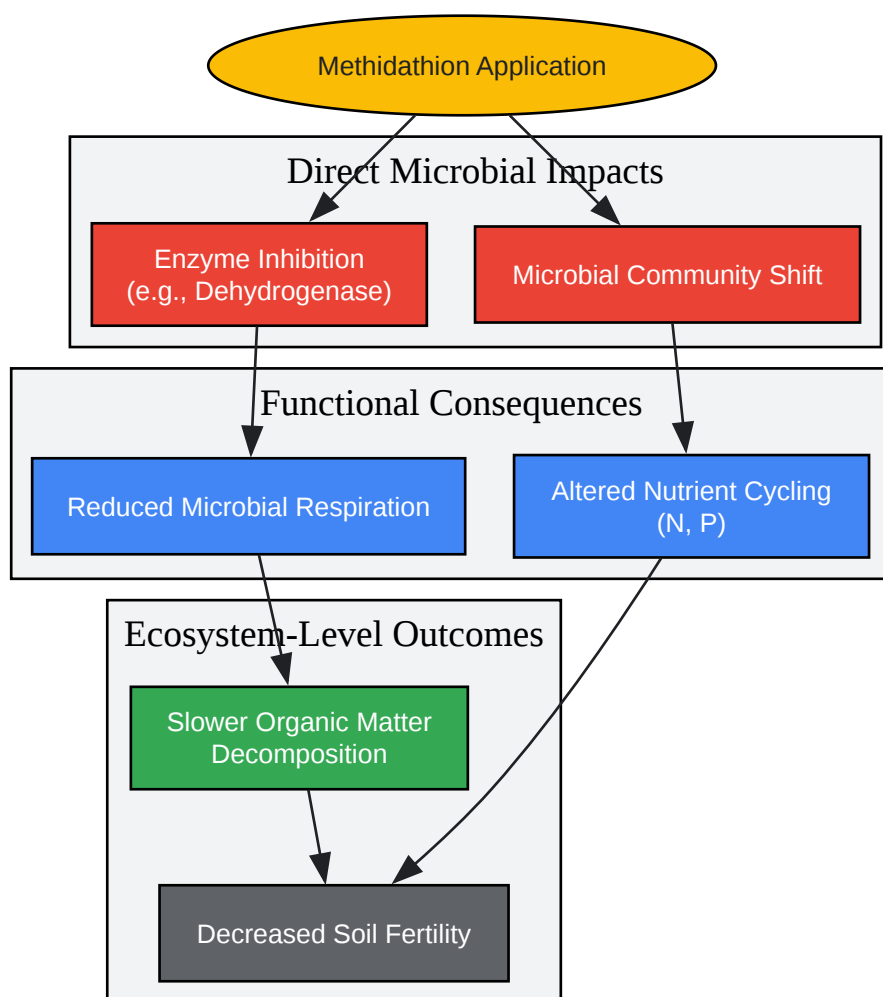 Methidathion Application
Direct Microbial Impacts
Enzyme Inhibition
(e.g., Dehydrogenase)
Microbial Community Shift
Functional Consequences
Reduced Microbial Respiration
Altered Nutrient Cycling
(N, P)
Ecosystem-Level Outcomes
Slower Organic Matter
Decomposition
Decreased Soil Fertility